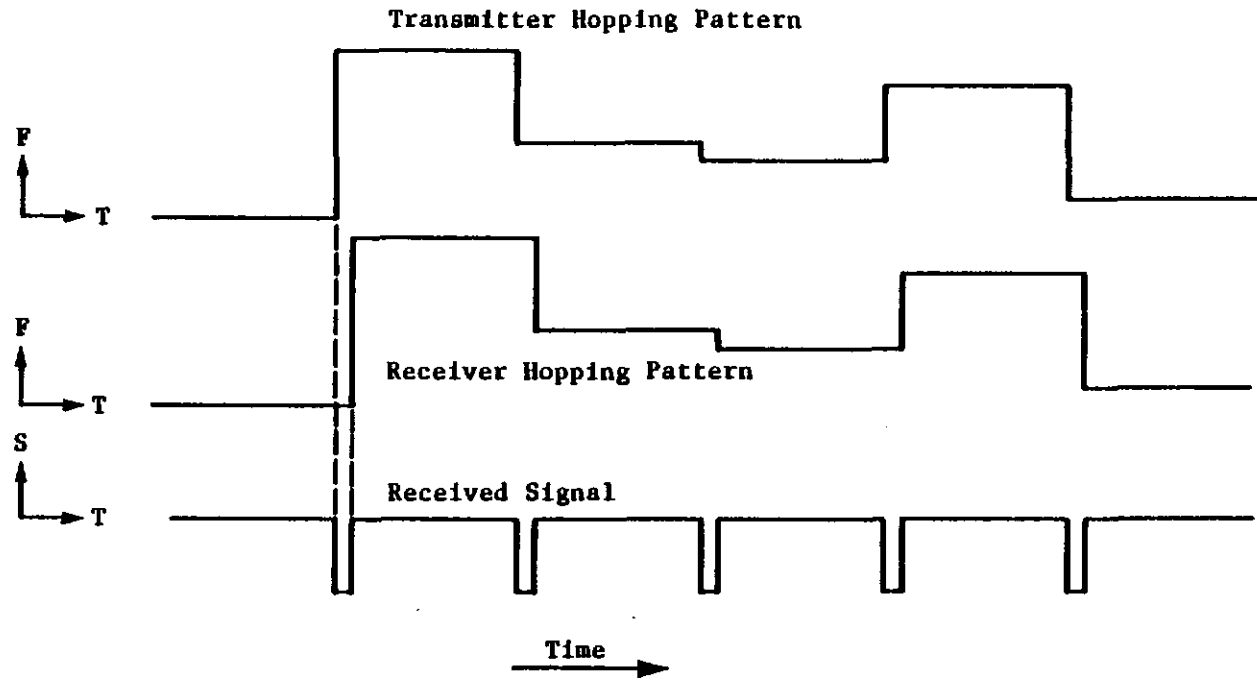 Transmitter Hopping Pattern
F
T
F
Receiver Hopping Pattern
T
S
Received Signal
T
Time